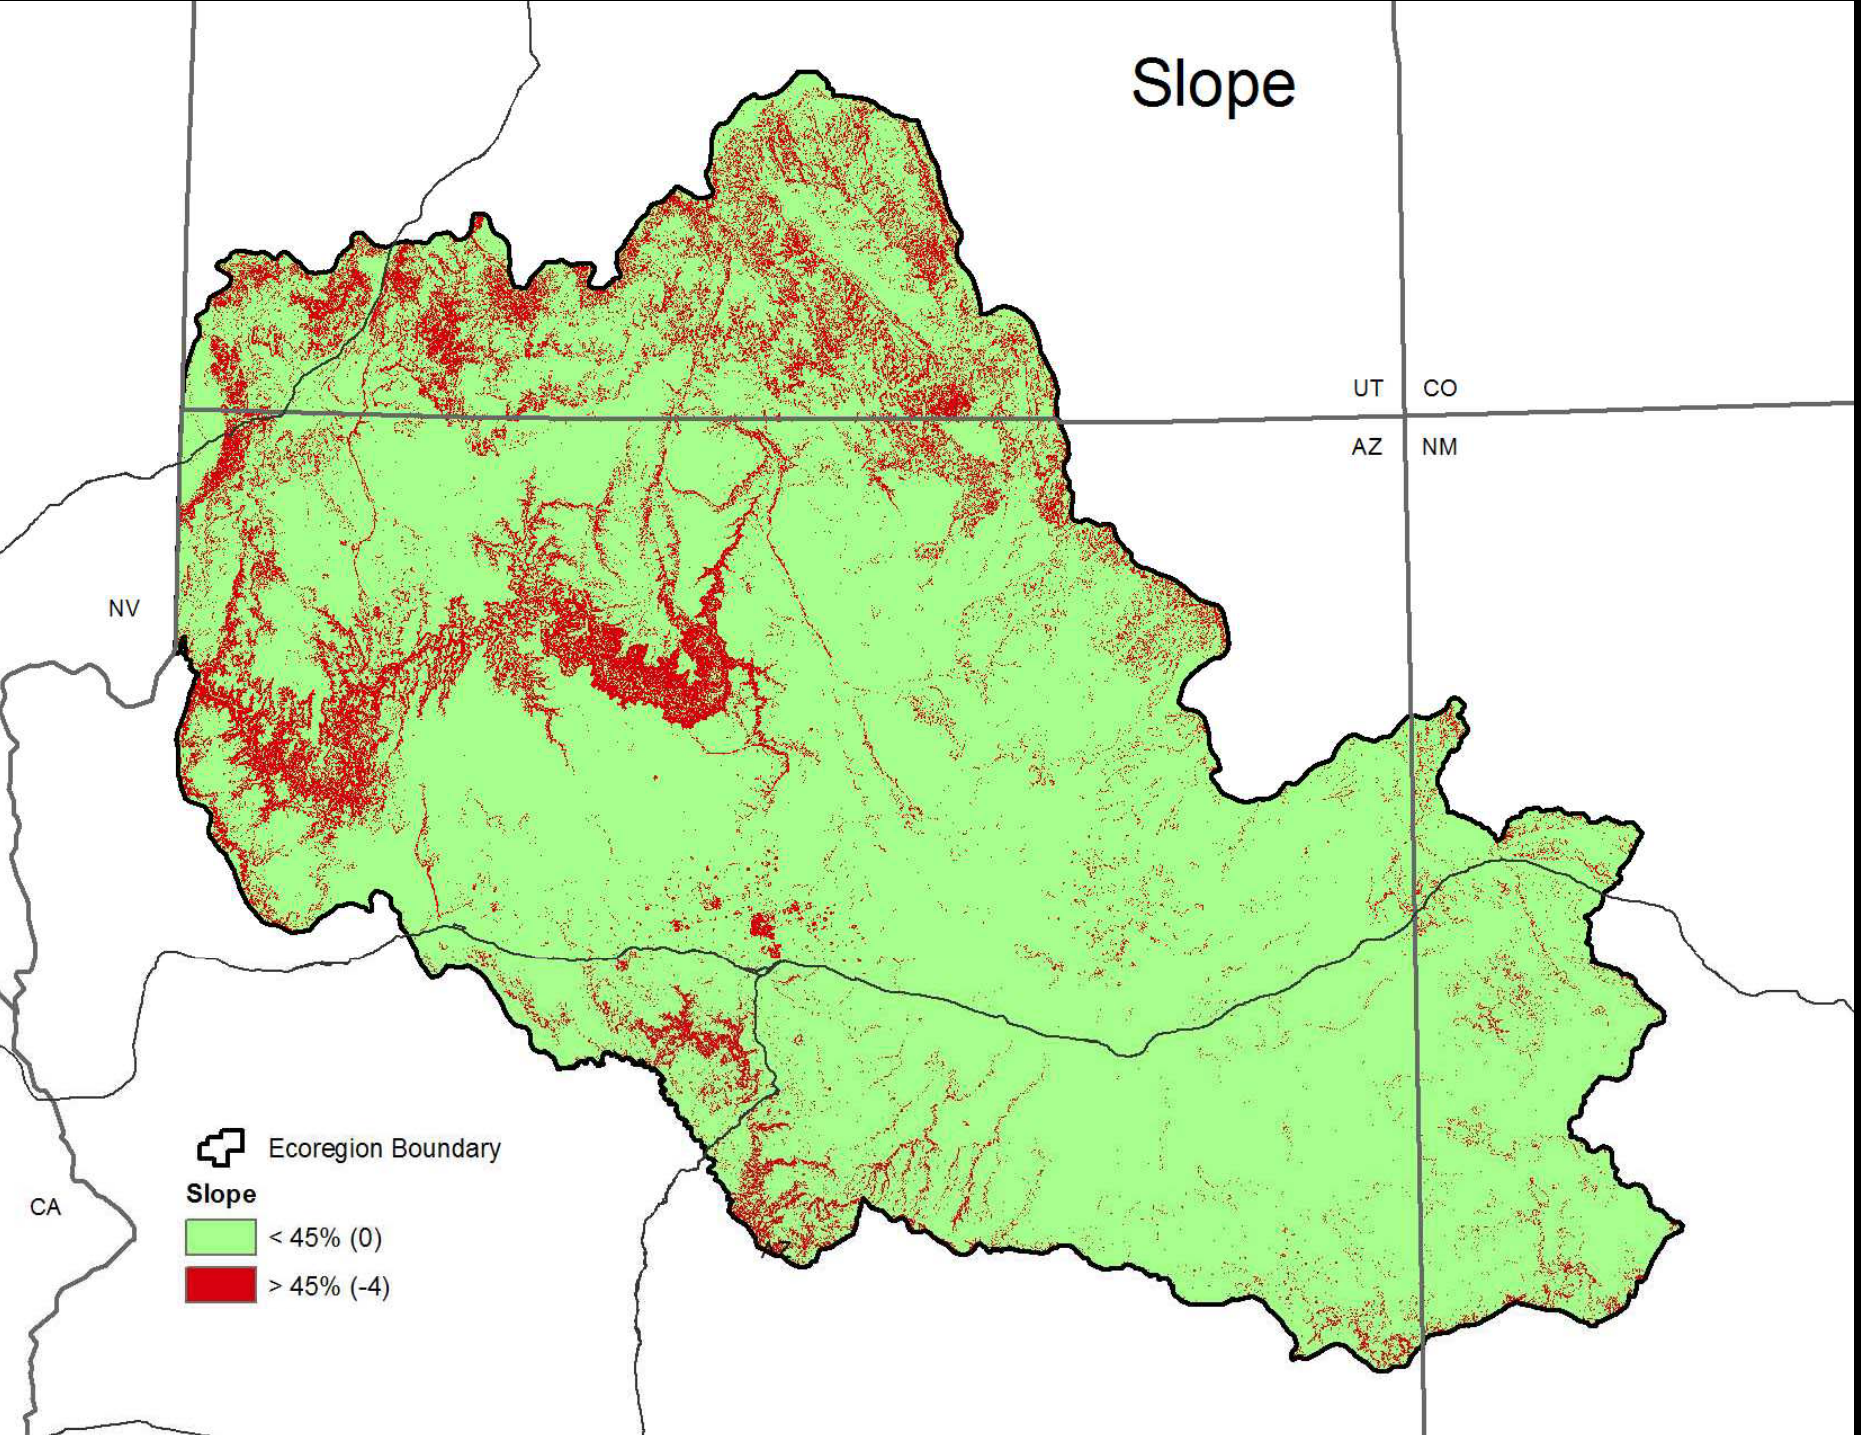 Slope
UT
CO
AZ
NM
NV
Ecoregion Boundary
Slope
< 45% (0)
> 45% (-4)
CA